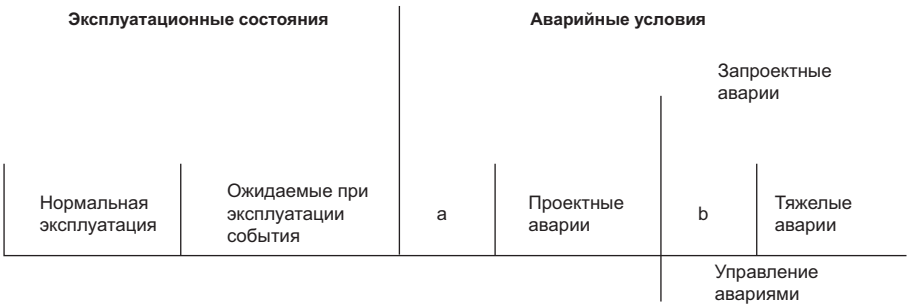 Эксплуатационные состояния
Аварийные условия
Запроектные
аварии
Нормальная
эксплуатация
Ожидаемые при
эксплуатации
события
a
Проектные
аварии
b
Тяжелые
аварии
Управление
авариями